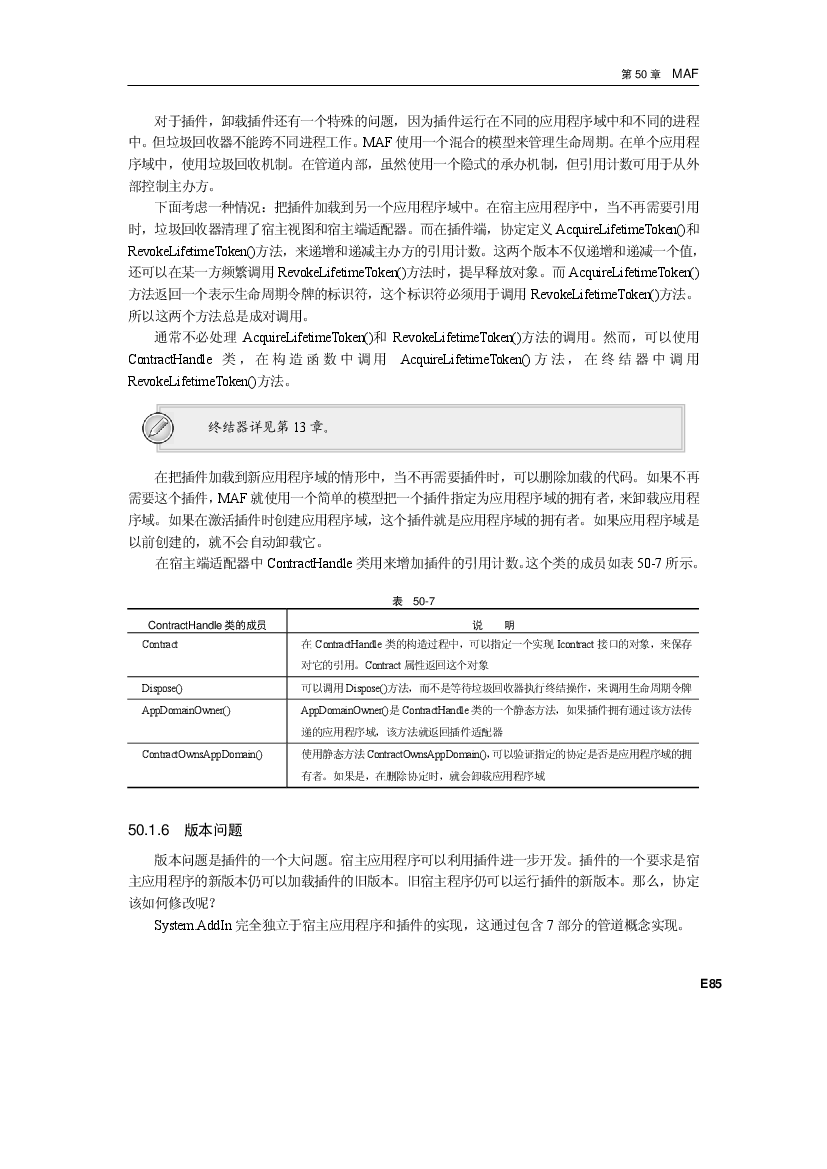 第 50 章 MAF
对于插件，卸载插件还有一个特殊的问题，因为插件运行在不同的应用程序域中和不同的进程
中。但垃圾回收器不能跨不同进程工作。MAF 使用一个混合的模型来管理生命周期。在单个应用程
序域中，使用垃圾回收机制。在管道内部，虽然使用一个隐式的承办机制，但引用计数可用于从外
部控制主办方。
下面考虑一种情况：把插件加载到另一个应用程序域中。在宿主应用程序中，当不再需要引用
时，垃圾回收器清理了宿主视图和宿主端适配器。而在插件端，协定定义 AcquireLifetimeToken()和
RevokeLifetimeToken()方法，来递增和递减主办方的引用计数。这两个版本不仅递增和递减一个值，
还可以在某一方频繁调用 RevokeLifetimeToken()方法时，提早释放对象。而 AcquireLifetimeToken()
方法返回一个表示生命周期令牌的标识符，这个标识符必须用于调用 RevokeLifetimeToken()方法。
所以这两个方法总是成对调用。
通常不必处理 AcquireLifetimeToken()和 RevokeLifetimeToken()方法的调用。然而，可以使用
ContractHandle 类，在构造函数中调用 AcquireLifetimeToken()方法，在终结器中调用
RevokeLifetimeToken()方法。
终结器详见第 13 章。
在把插件加载到新应用程序域的情形中，当不再需要插件时，可以删除加载的代码。如果不再
需要这个插件，MAF 就使用一个简单的模型把一个插件指定为应用程序域的拥有者，来卸载应用程
序域。如果在激活插件时创建应用程序域，这个插件就是应用程序域的拥有者。如果应用程序域是
以前创建的，就不会自动卸载它。
在宿主端适配器中 ContractHandle 类用来增加插件的引用计数。这个类的成员如表 50-7 所示。
表 50-7
ContractHandle 类的成员 说 明
Contract 在 ContractHandle 类的构造过程中，可以指定一个实现 Icontract 接口的对象，来保存
对它的引用。Contract 属性返回这个对象
Dispose() 可以调用 Dispose()方法，而不是等待垃圾回收器执行终结操作，来调用生命周期令牌
AppDomainOwner() AppDomainOwner()是 ContractHandle 类的一个静态方法，如果插件拥有通过该方法传
递的应用程序域，该方法就返回插件适配器
ContractOwnsAppDomain() 使用静态方法 ContractOwnsAppDomain()，可以验证指定的协定是否是应用程序域的拥
有者。如果是，在删除协定时，就会卸载应用程序域
50.1.6 版本问题
版本问题是插件的一个大问题。宿主应用程序可以利用插件进一步开发。插件的一个要求是宿
主应用程序的新版本仍可以加载插件的旧版本。旧宿主程序仍可以运行插件的新版本。那么，协定
该如何修改呢？
System.AddIn 完全独立于宿主应用程序和插件的实现，这通过包含 7 部分的管道概念实现。
E85